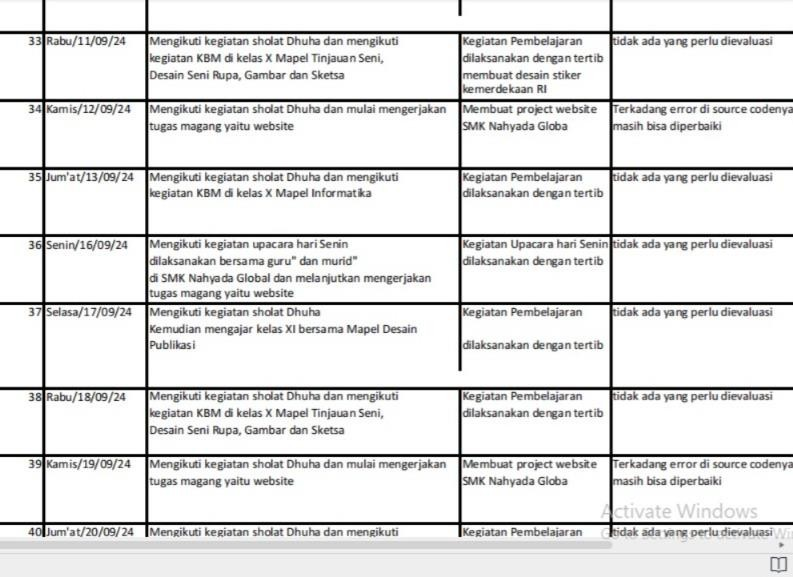 33 Rabu/11/09/24 Mengikuti kegiatan sholat Dhuha dan mengikuti Kegiatan Pembelajaran tidak ada yang perlu dievaluasi
kegiatan KBM di kelas X Mapel Tinjauan Seni, dilaksanakan dengan tertib
Desain Seni Rupa, Gambar dan Sketsa membuat desain stiker
kemerdekaan RI
34 Kamis/12/09/24 Mengikuti kegiatan sholat Dhuha dan mulai mengerjakan Membuat project website Terkadang error di source codenya
tugas magang yaitu website SMK Nahyada Globa masih bisa diperbaiki
35 Jum'at/13/09/24 Mengikuti kegiatan sholat Dhuha dan mengikuti Kegiatan Pembelajaran tidak ada yang perlu dievaluasi
kegiatan KBM di kelas X Mapel Informatika dilaksanakan dengan tertib
36 Senin/16/09/24 Mengikuti kegiatan upacara hari Senin Kegiatan Upacara hari Senin tidak ada yang perlu dievaluasi
dilaksanakan bersama guru" dan murid" dilaksanakan dengan tertib
di SMK Nahyada Global dan melanjutkan mengerjakan
tugas magang yaitu website
37 Selasa/17/09/24 Mengikuti kegiatan sholat Dhuha Kegiatan Pembelajaran tidak ada yang perlu dievaluasi
Kemudian mengajar kelas XI bersama Mapel Desain
Publikasi dilaksanakan dengan tertib
38 Rabu/18/09/24 Mengikuti kegiatan sholat Dhuha dan mengikuti Kegiatan Pembelajaran tidak ada yang perlu dievaluasi
kegiatan KBM di kelas X Mapel Tinjauan Seni, dilaksanakan dengan tertib
Desain Seni Rupa, Gambar dan Sketsa
39 Kamis/19/09/24 Mengikuti kegiatan sholat Dhuha dan mulai mengerjakan Membuat project website Terkadang error di source codenya
tugas magang yaitu website SMK Nahyada Globa masih bisa diperbaiki
Activate Windows
40 Jum'at/20/09/24 Mengikuti kegiatan sholat Dhuha dan mengikuti Kegiatan Pembelajaran tidak ada yang perlu dievaluasi